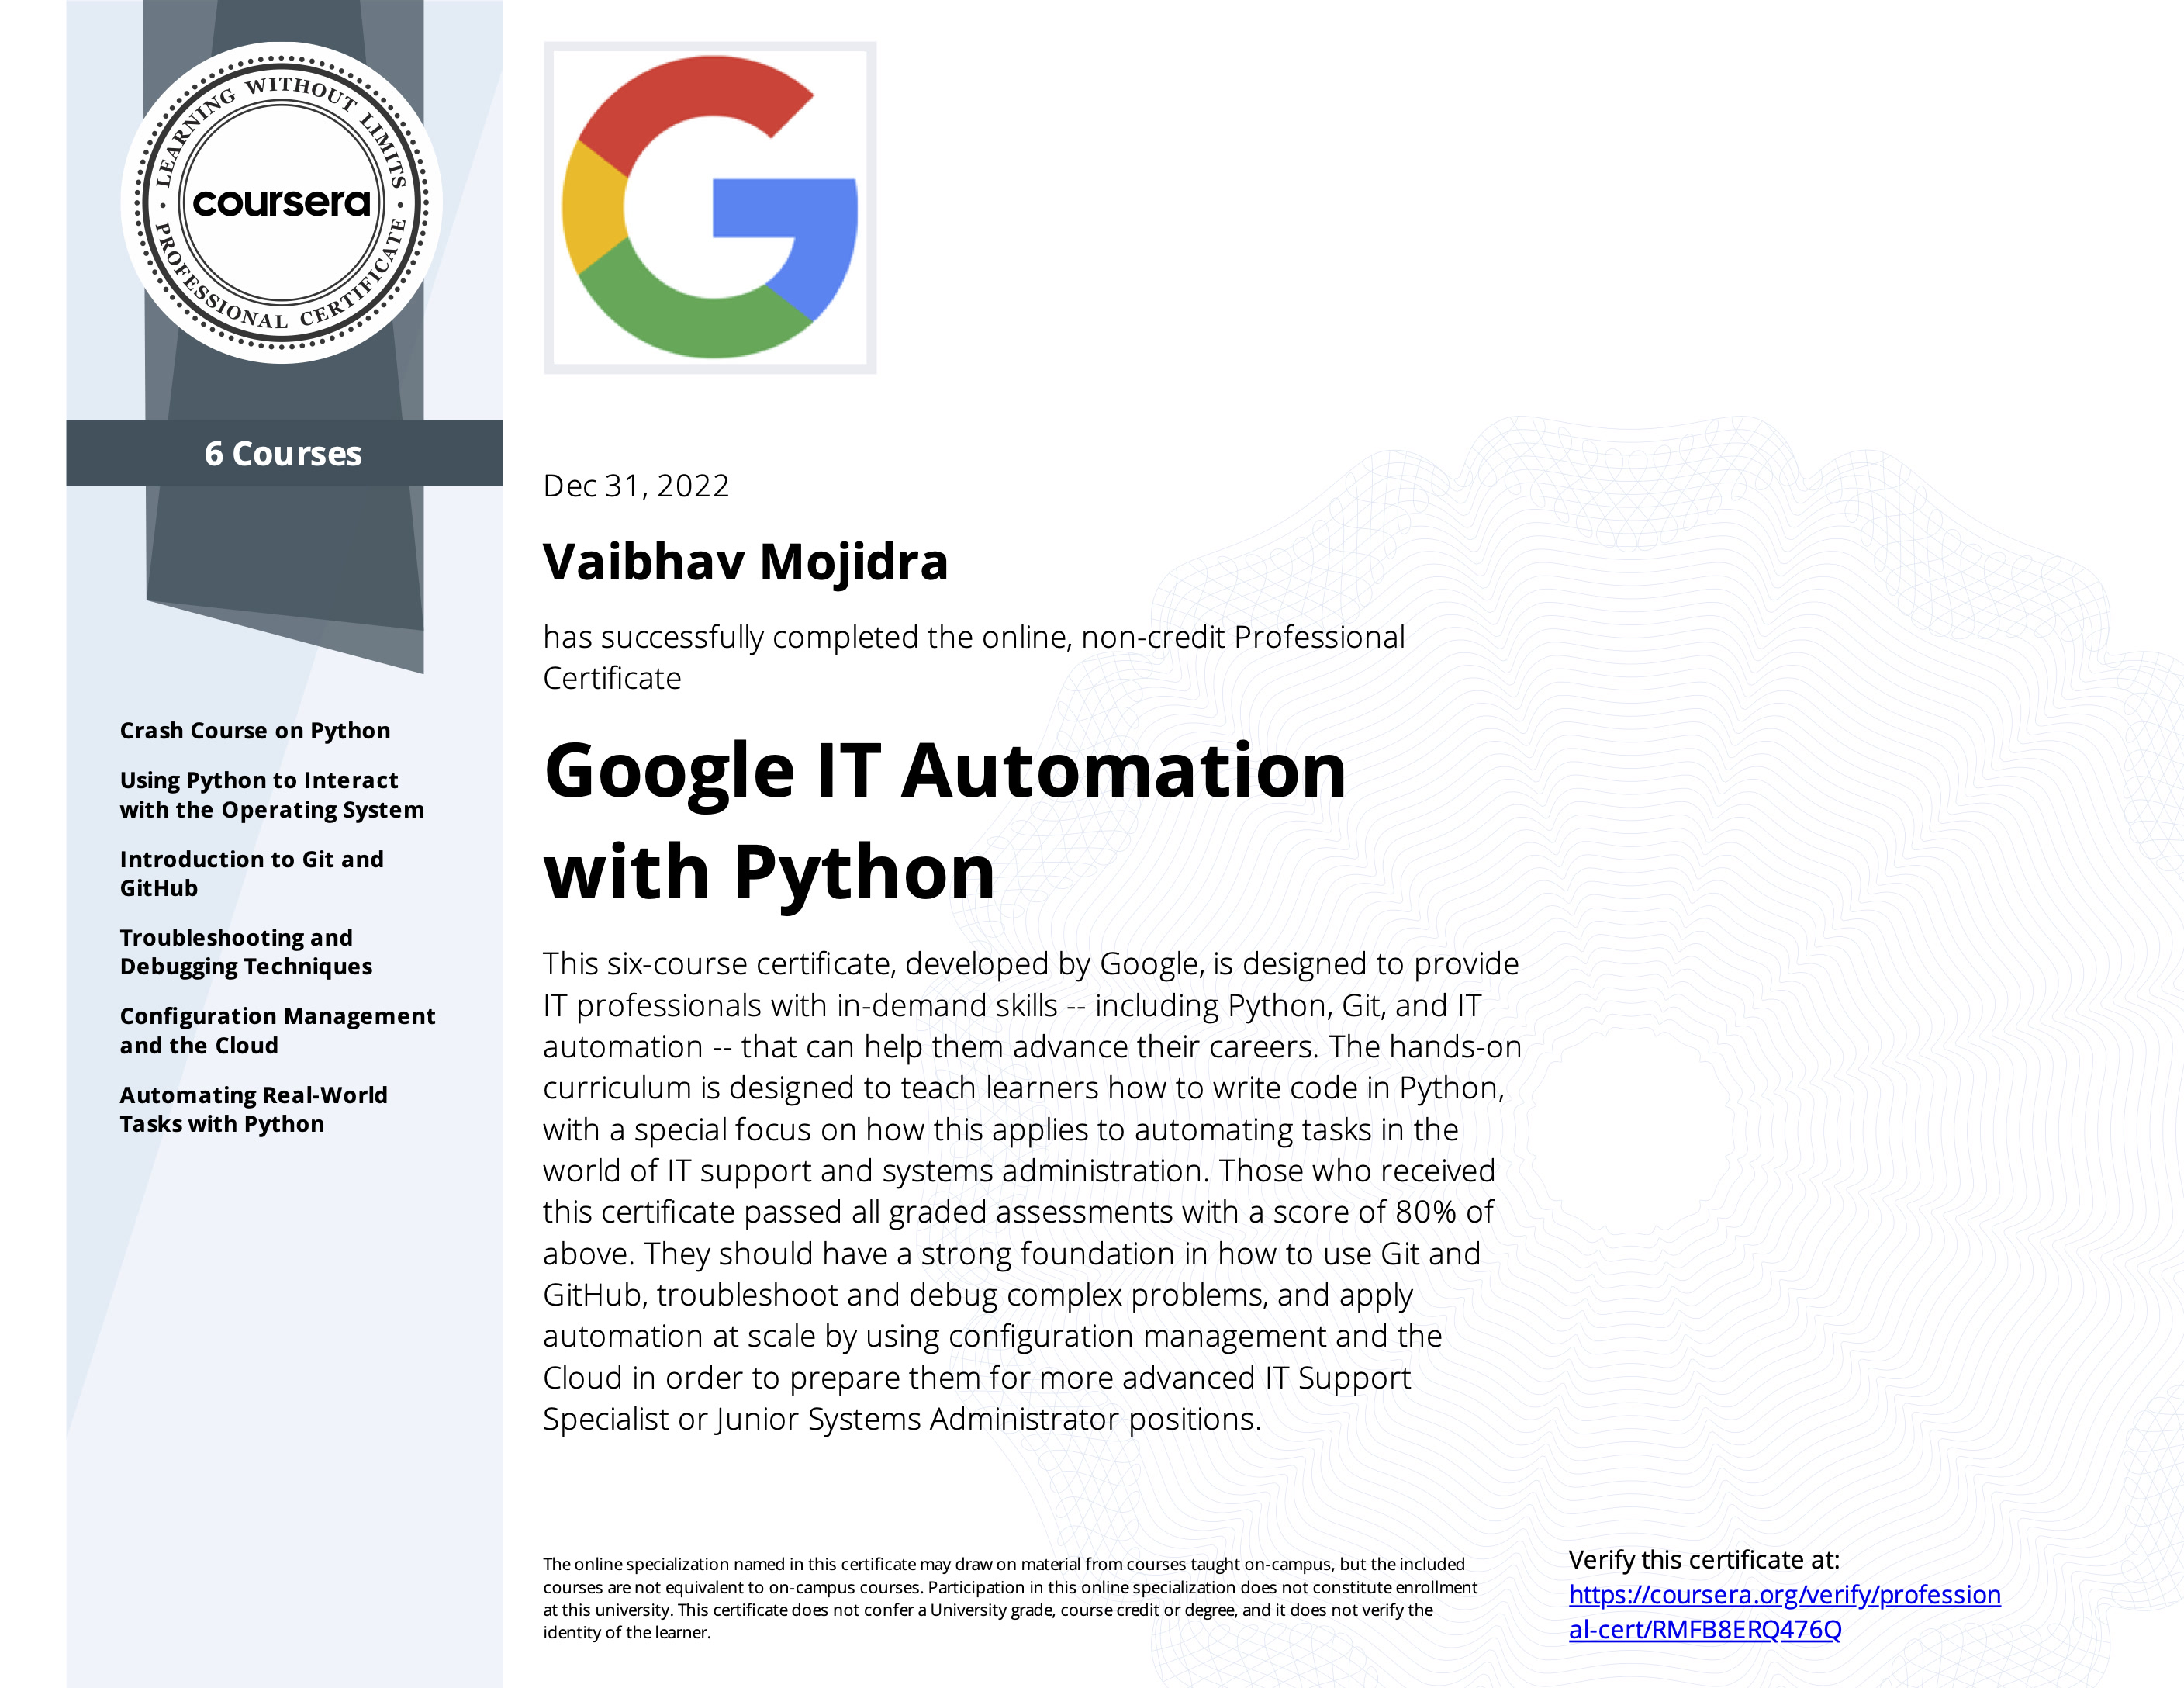 LEARNING WITHOUT LIMITS
coursera
PROFESSIONAL CERTIFICATE
6 Courses
Crash Course on Python
Using Python to Interact
with the Operating System
Introduction to Git and
GitHub
Troubleshooting and
Debugging Techniques
Configuration Management
and the Cloud
Automating Real-World
Tasks with Python
Dec 31, 2022
Vaibhav Mojidra
has successfully completed the online, non-credit Professional
Certificate
Google IT Automation
with Python
This six-course certificate, developed by Google, is designed to provide
IT professionals with in-demand skills -- including Python, Git, and IT
automation -- that can help them advance their careers. The hands-on
curriculum is designed to teach learners how to write code in Python,
with a special focus on how this applies to automating tasks in the
world of IT support and systems administration. Those who received
this certificate passed all graded assessments with a score of 80% of
above. They should have a strong foundation in how to use Git and
GitHub, troubleshoot and debug complex problems, and apply
automation at scale by using configuration management and the
Cloud in order to prepare them for more advanced IT Support
Specialist or Junior Systems Administrator positions.
The online specialization named in this certificate may draw on material from courses taught on-campus, but the included
courses are not equivalent to on-campus courses. Participation in this online specialization does not constitute enrollment
at this university. This certificate does not confer a University grade, course credit or degree, and it does not verify the
identity of the learner.
Verify this certificate at:
https://coursera.org/verify/profession
al-cert/RMFB8ERQ476Q